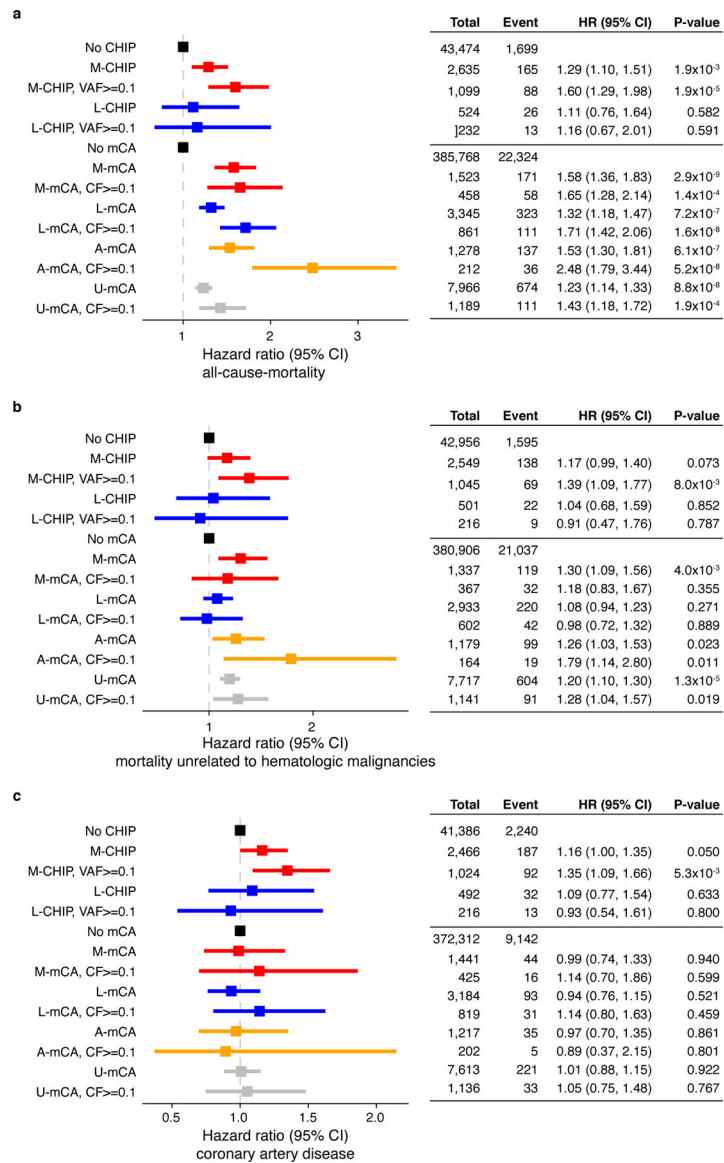 a
Total Event HR (95% CI) P-value
No CHIP 43,474 1,699
M-CHIP 2,635 165 1.29 (1.10, 1.51) 1.9x10-3
M-CHIP, VAF>=0.1 1,099 88 1.60 (1.29, 1.98) 1.9x10-5
L-CHIP 524 26 1.11 (0.76, 1.64) 0.582
L-CHIP, VAF>=0.1 ]232 13 1.16 (0.67, 2.01) 0.591
No mCA 385,768 22,324
M-mCA 1,523 171 1.58 (1.36, 1.83) 2.9x10-9
M-mCA, CF>=0.1 458 58 1.65 (1.28, 2.14) 1.4x10-4
L-mCA 3,345 323 1.32 (1.18, 1.47) 7.2x10-7
L-mCA, CF>=0.1 861 111 1.71 (1.42, 2.06) 1.6x10-8
A-mCA 1,278 137 1.53 (1.30, 1.81) 6.1x10-7
A-mCA, CF>=0.1 212 36 2.48 (1.79, 3.44) 5.2x10-8
U-mCA 7,966 674 1.23 (1.14, 1.33) 8.8x10-8
U-mCA, CF>=0.1 1,189 111 1.43 (1.18, 1.72) 1.9x10-4
1 2 3
Hazard ratio (95% CI)
all-cause-mortality
b
Total Event HR (95% CI) P-value
No CHIP 42,956 1,595
M-CHIP 2,549 138 1.17 (0.99, 1.40) 0.073
M-CHIP, VAF>=0.1 1,045 69 1.39 (1.09, 1.77) 8.0x10-3
L-CHIP 501 22 1.04 (0.68, 1.59) 0.852
L-CHIP, VAF>=0.1 216 9 0.91 (0.47, 1.76) 0.787
No mCA 380,906 21,037
M-mCA 1,337 119 1.30 (1.09, 1.56) 4.0x10-3
M-mCA, CF>=0.1 367 32 1.18 (0.83, 1.67) 0.355
L-mCA 2,933 220 1.08 (0.94, 1.23) 0.271
L-mCA, CF>=0.1 602 42 0.98 (0.72, 1.32) 0.889
A-mCA 1,179 99 1.26 (1.03, 1.53) 0.023
A-mCA, CF>=0.1 164 19 1.79 (1.14, 2.80) 0.011
U-mCA 7,717 604 1.20 (1.10, 1.30) 1.3x10-5
U-mCA, CF>=0.1 1,141 91 1.28 (1.04, 1.57) 0.019
1 2
Hazard ratio (95% CI)
mortality unrelated to hematologic malignancies
c
Total Event HR (95% CI) P-value
No CHIP 41,386 2,240
M-CHIP 2,466 187 1.16 (1.00, 1.35) 0.050
M-CHIP, VAF>=0.1 1,024 92 1.35 (1.09, 1.66) 5.3x10-3
L-CHIP 492 32 1.09 (0.77, 1.54) 0.633
L-CHIP, VAF>=0.1 216 13 0.93 (0.54, 1.61) 0.800
No mCA 372,312 9,142
M-mCA 1,441 44 0.99 (0.74, 1.33) 0.940
M-mCA, CF>=0.1 425 16 1.14 (0.70, 1.86) 0.599
L-mCA 3,184 93 0.94 (0.76, 1.15) 0.521
L-mCA, CF>=0.1 819 31 1.14 (0.80, 1.63) 0.459
A-mCA 1,217 35 0.97 (0.70, 1.35) 0.861
A-mCA, CF>=0.1 202 5 0.89 (0.37, 2.15) 0.801
U-mCA 7,613 221 1.01 (0.88, 1.15) 0.922
U-mCA, CF>=0.1 1,136 33 1.05 (0.75, 1.48) 0.767
0.5 1.0 1.5 2.0
Hazard ratio (95% CI)
coronary artery disease